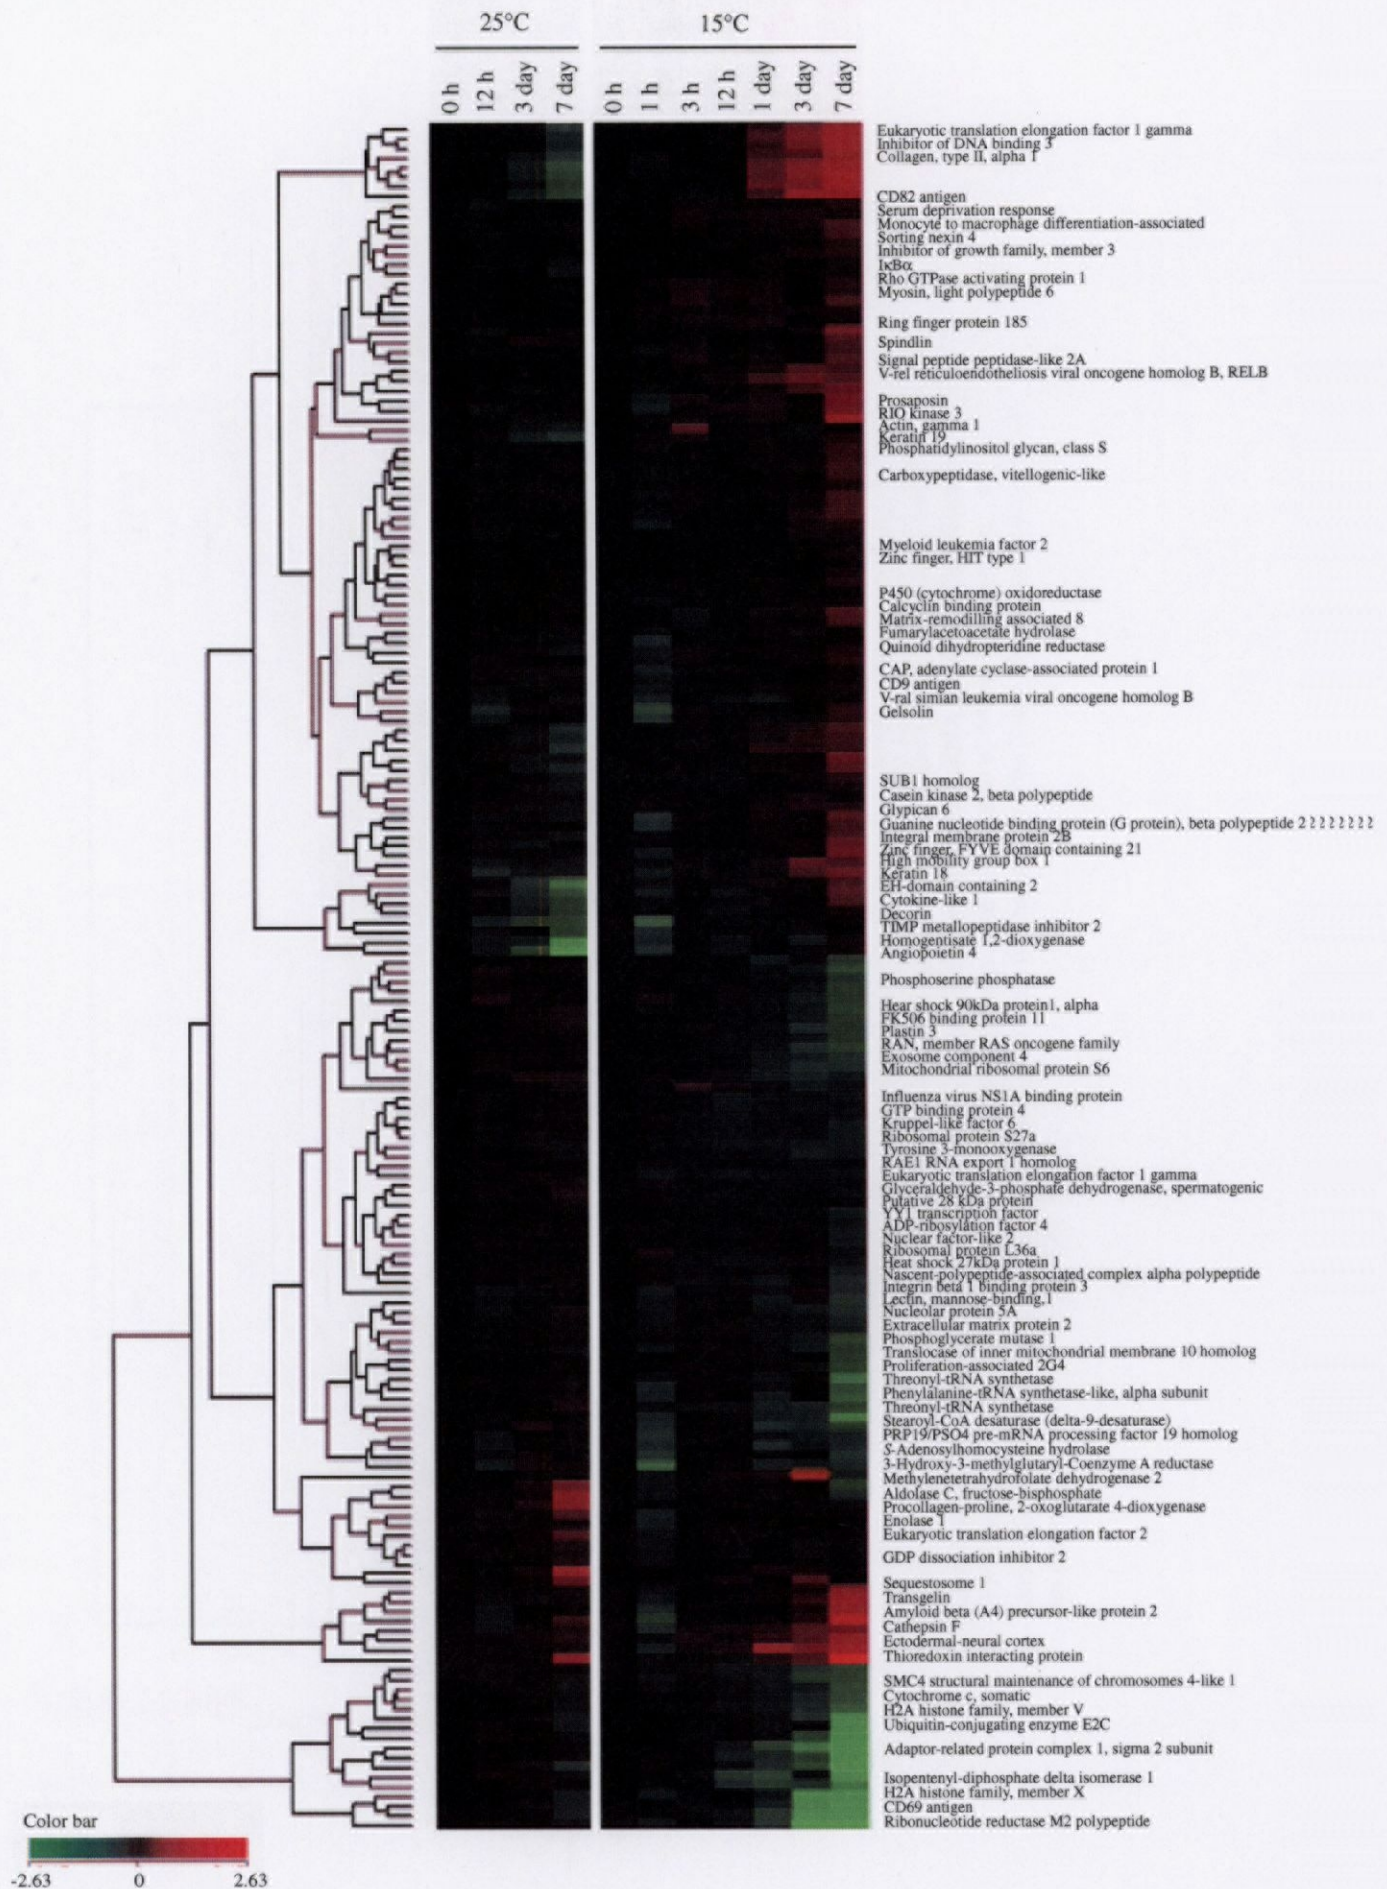 25°C
15°C
0 h
12 h
3 day
7 day
0 h
1 h
3 h
12 h
1 day
3 day
7 day
Eukaryotic translation elongation factor 1 gamma
Inhibitor of DNA binding 3
Collagen, type II, alpha 1
CD82 antigen
Serum deprivation response
Monocyte to macrophage differentiation-associated
Sorting nexin 4
Inhibitor of growth family, member 3
IκBα
Rho GTPase activating protein 1
Myosin, light polypeptide 6
Ring finger protein 185
Spindlin
Signal peptide peptidase-like 2A
V-rel reticuloendotheliosis viral oncogene homolog B, RELB
Prosaposin
RIO kinase 3
Actin, gamma 1
Keratin 19
Phosphatidylinositol glycan, class S
Carboxypeptidase, vitellogenic-like
Myeloid leukemia factor 2
Zinc finger, HIT type 1
P450 (cytochrome) oxidoreductase
Calcyclin binding protein
Matrix-remodilling associated 8
Fumarylacetoacetate hydrolase
Quinoid dihydropteridine reductase
CAP, adenylate cyclase-associated protein 1
CD9 antigen
V-ral simian leukemia viral oncogene homolog B
Gelsolin
SUB1 homolog
Casein kinase 2, beta polypeptide
Glypican 6
Guanine nucleotide binding protein (G protein), beta polypeptide 2
Integral membrane protein 2B
Zinc finger, FYVE domain containing 21
High mobility group box 1
Keratin 18
EH-domain containing 2
Cytokine-like 1
Decorin
TIMP metallopeptidase inhibitor 2
Homogentisate 1,2-dioxygenase
Angiopoietin 4
Phosphoserine phosphatase
Hear shock 90kDa protein1, alpha
FK506 binding protein 11
Plastin 3
RAN, member RAS oncogene family
Exosome component 4
Mitochondrial ribosomal protein S6
Influenza virus NS1A binding protein
GTP binding protein 4
Kruppel-like factor 6
Ribosomal protein S27a
Tyrosine 3-monooxygenase
RAE1 RNA export 1 homolog
Eukaryotic translation elongation factor 1 gamma
Glyceraldehyde-3-phosphate dehydrogenase, spermatogenic
Putative 28 kDa protein
YY1 transcription factor
ADP-ribosylation factor 4
Nuclear factor-like 2
Ribosomal protein L36a
Heat shock 27kDa protein 1
Nascent-polypeptide-associated complex alpha polypeptide
Integrin beta 1 binding protein 3
Lectin, mannose-binding,1
Nucleolar protein 5A
Extracellular matrix protein 2
Phosphoglycerate mutase 1
Translocase of inner mitochondrial membrane 10 homolog
Proliferation-associated 2G4
Threonyl-tRNA synthetase
Phenylalanine-tRNA synthetase-like, alpha subunit
Threonyl-tRNA synthetase
Stearoyl-CoA desaturase (delta-9-desaturase)
PRP19/PSO4 pre-mRNA processing factor 19 homolog
S-Adenosylhomocysteine hydrolase
3-Hydroxy-3-methylglutaryl-Coenzyme A reductase
Methylenetetrahydrofolate dehydrogenase 2
Aldolase C, fructose-bisphosphate
Procollagen-proline, 2-oxoglutarate 4-dioxygenase
Enolase 1
Eukaryotic translation elongation factor 2
GDP dissociation inhibitor 2
Sequestosome 1
Transgelin
Amyloid beta (A4) precursor-like protein 2
Cathepsin F
Ectodermal-neural cortex
Thioredoxin interacting protein
SMC4 structural maintenance of chromosomes 4-like 1
Cytochrome c, somatic
H2A histone family, member V
Ubiquitin-conjugating enzyme E2C
Adaptor-related protein complex 1, sigma 2 subunit
Isopentenyl-diphosphate delta isomerase 1
H2A histone family, member X
CD69 antigen
Ribonucleotide reductase M2 polypeptide
Color bar
-2.63
0
2.63